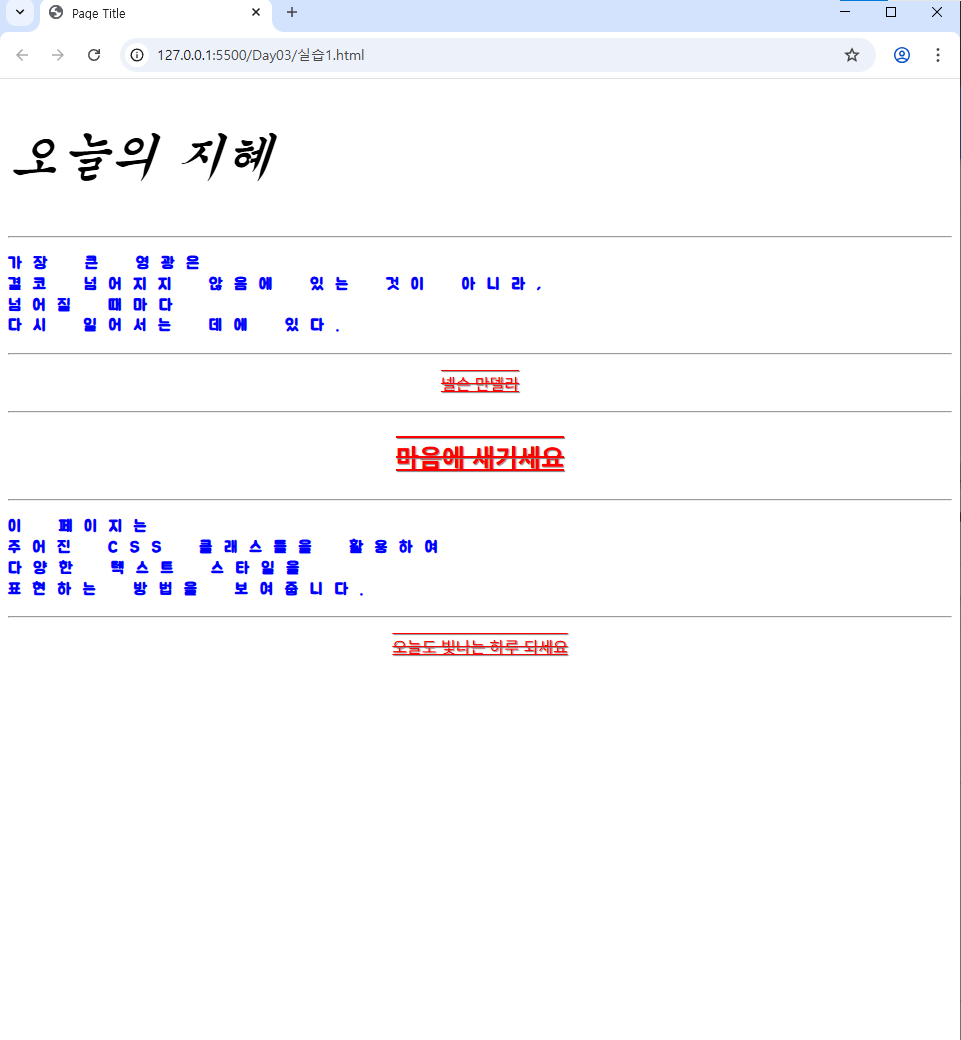 Page Title
127.0.0.1:5500/Day03/실습1.html
오늘의 지혜
가장 큰 영광은
결코 넘어지지 않음에 있는 것이 아니라,
넘어질 때마다
다시 일어서는 데에 있다.
넬슨 만델라
마음에 새기세요
이 페이지는
주어진 CSS 클래스들을 활용하여
다양한 텍스트 스타일을
표현하는 방법을 보여줍니다.
오늘도 빛나는 하루 되세요